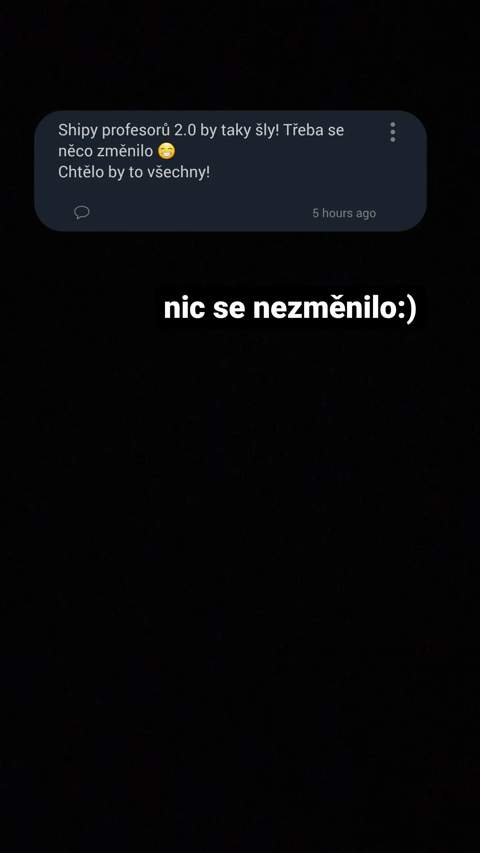 Shipy profesorů 2.0 by taky šly! Třeba se
něco změnilo 😁
Chtělo by to všechny!
5 hours ago
nic se nezměnilo:)